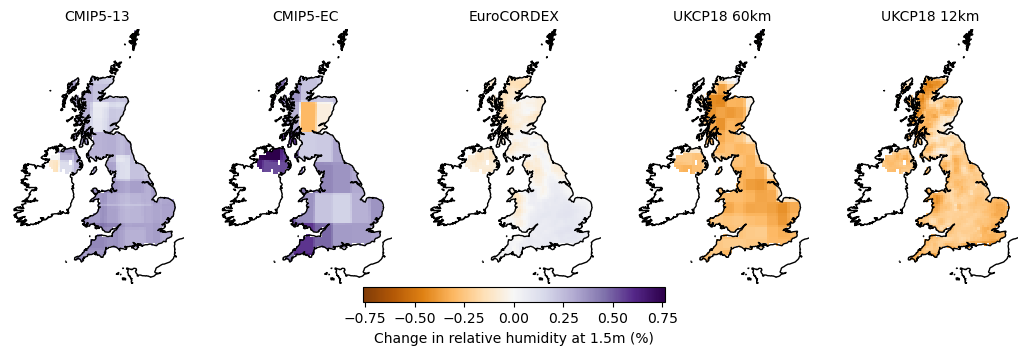 CMIP5-13 CMIP5-EC EuroCORDEX UKCP18 60km UKCP18 12km
−0.75 −0.50 −0.25 0.00 0.25 0.50 0.75
Change in relative humidity at 1.5m (%)